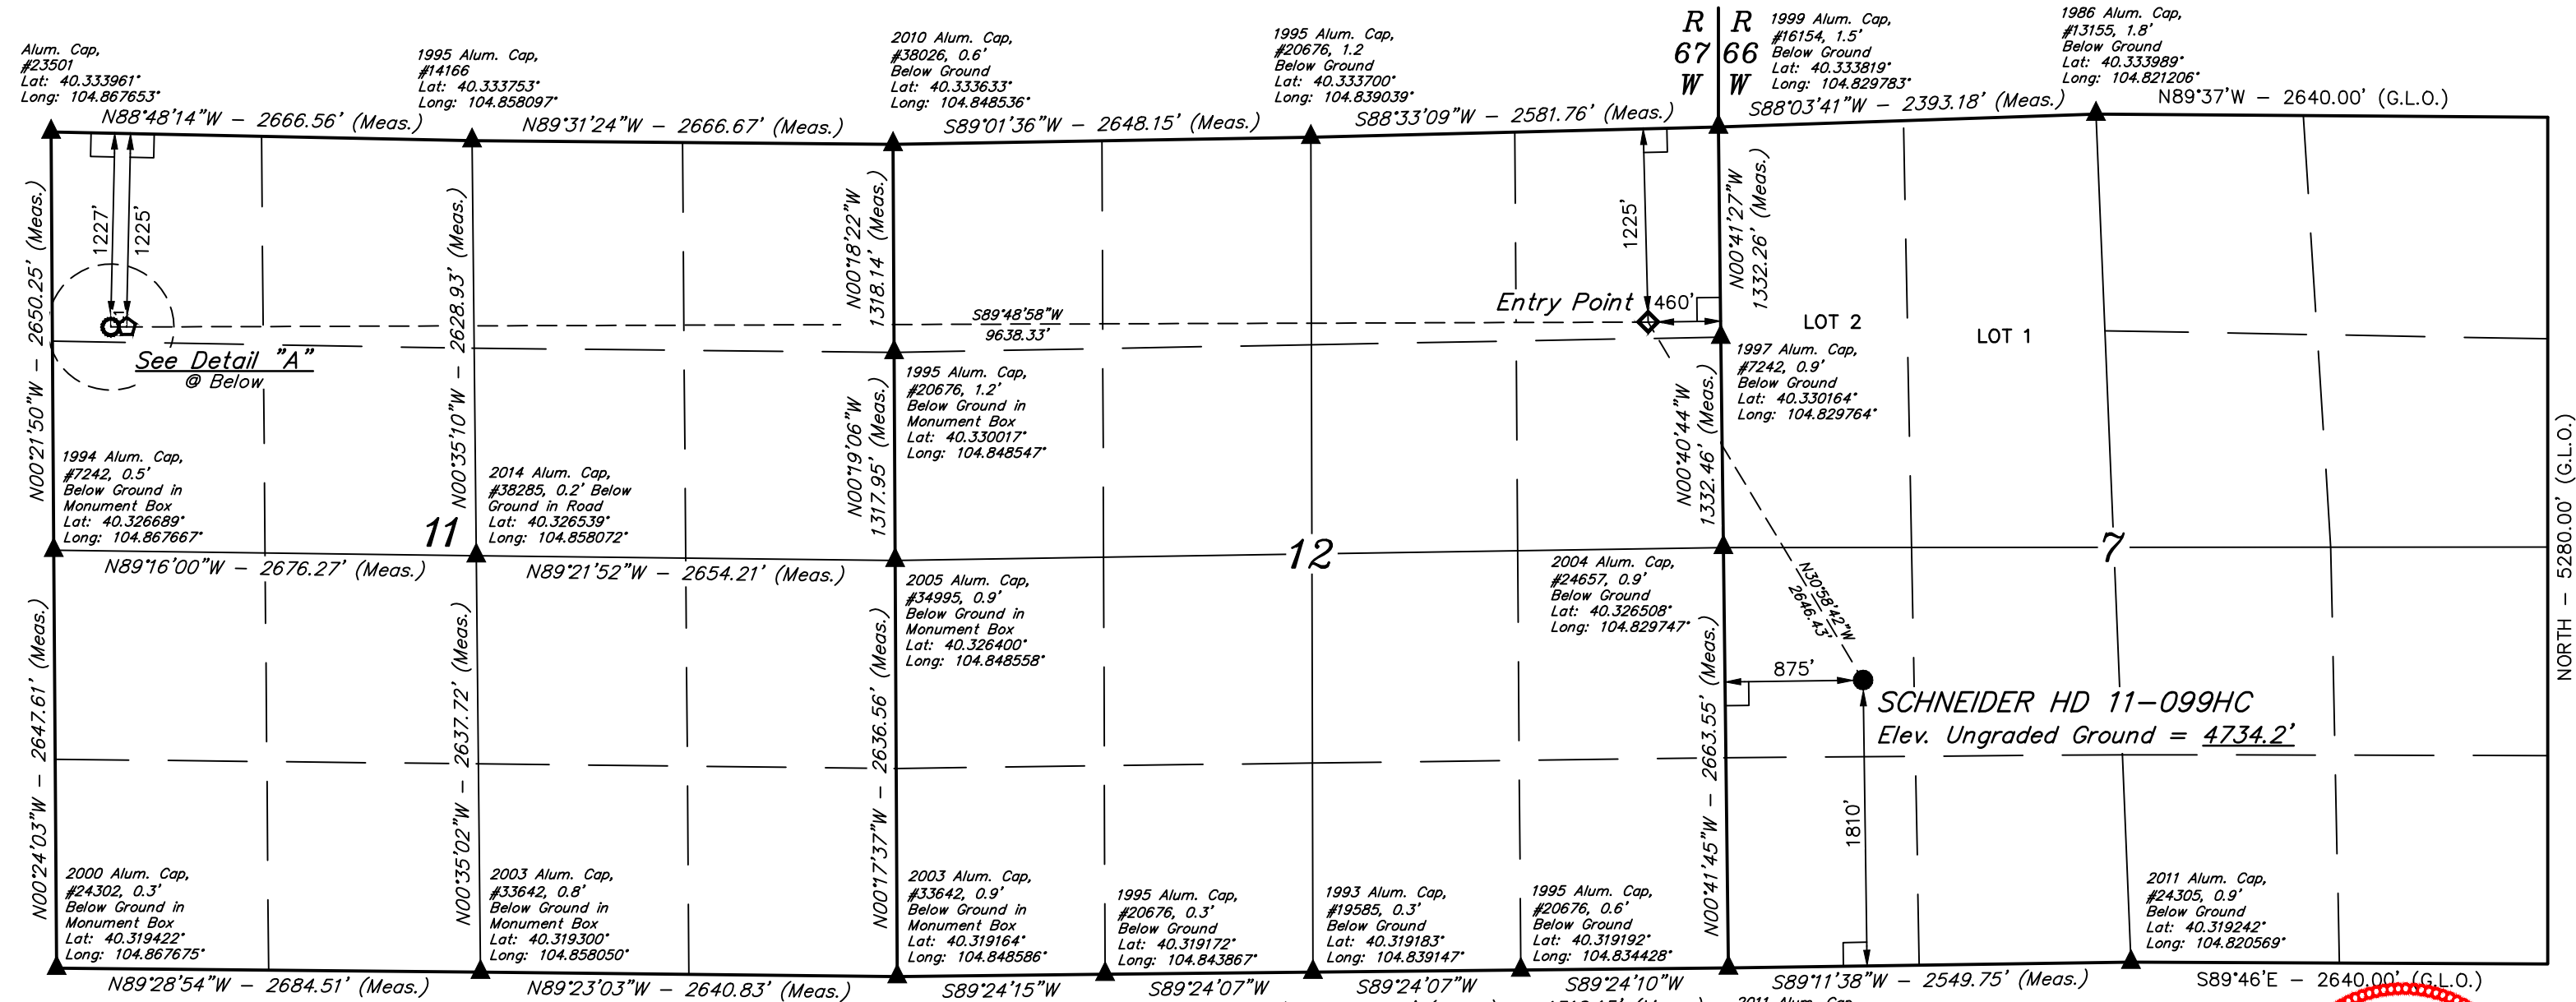 Alum. Cap,
#23501
Lat: 40.333961°
Long: 104.867653°
1995 Alum. Cap,
#14166
Lat: 40.333753°
Long: 104.858097°
2010 Alum. Cap,
#38026, 0.6'
Below Ground
Lat: 40.333633°
Long: 104.848536°
1995 Alum. Cap,
#20676, 1.2
Below Ground
Lat: 40.333700°
Long: 104.839039°
R R
67 66
W W
1999 Alum. Cap,
#16154, 1.5'
Below Ground
Lat: 40.333819°
Long: 104.829783°
1986 Alum. Cap,
#13155, 1.8'
Below Ground
Lat: 40.333989°
Long: 104.821206°
N88°48'14"W - 2666.56' (Meas.)
N89°31'24"W - 2666.67' (Meas.)
S89°01'36"W - 2648.15' (Meas.)
S88°33'09"W - 2581.76' (Meas.)
S88°03'41"W - 2393.18' (Meas.)
N89°37'W - 2640.00' (G.L.O.)
N00°21'50"W - 2650.25' (Meas.)
1227'
1225'
N00°35'10"W - 2628.93' (Meas.)
N00°18'22"W
1318.14' (Meas.)
1225'
N00°41'27"W
1332.26' (Meas.)
Entry Point
460'
S89°48'58"W
9638.33'
LOT 2
LOT 1
See Detail "A"
@ Below
1995 Alum. Cap,
#20676, 1.2'
Below Ground in
Monument Box
Lat: 40.330017°
Long: 104.848547°
1997 Alum. Cap,
#7242, 0.9'
Below Ground
Lat: 40.330164°
Long: 104.829764°
N00°19'06"W
1317.95' (Meas.)
N00°40'44"W
1332.46' (Meas.)
NORTH - 5280.00' (G.L.O.)
1994 Alum. Cap,
#7242, 0.5'
Below Ground in
Monument Box
Lat: 40.326689°
Long: 104.867667°
11
2014 Alum. Cap,
#38285, 0.2' Below
Ground in Road
Lat: 40.326539°
Long: 104.858072°
12
7
N89°16'00"W - 2676.27' (Meas.)
N89°21'52"W - 2654.21' (Meas.)
2005 Alum. Cap,
#34995, 0.9'
Below Ground in
Monument Box
Lat: 40.326400°
Long: 104.848558°
2004 Alum. Cap,
#24657, 0.9'
Below Ground
Lat: 40.326508°
Long: 104.829747°
N30°58'42"W
2646.43'
N00°24'03"W - 2647.61' (Meas.)
N00°35'02"W - 2637.72' (Meas.)
N00°17'37"W - 2636.56' (Meas.)
N00°41'45"W - 2663.55' (Meas.)
875'
SCHNEIDER HD 11-099HC
Elev. Ungraded Ground = 4734.2'
1810'
2000 Alum. Cap,
#24302, 0.3'
Below Ground in
Monument Box
Lat: 40.319422°
Long: 104.867675°
2003 Alum. Cap,
#33642, 0.8'
Below Ground in
Monument Box
Lat: 40.319300°
Long: 104.858050°
2003 Alum. Cap,
#33642, 0.9'
Below Ground in
Monument Box
Lat: 40.319164°
Long: 104.848586°
1995 Alum. Cap,
#20676, 0.3'
Below Ground
Lat: 40.319172°
Long: 104.843867°
1993 Alum. Cap,
#19585, 0.3'
Below Ground
Lat: 40.319183°
Long: 104.839147°
1995 Alum. Cap,
#20676, 0.6'
Below Ground
Lat: 40.319192°
Long: 104.834428°
2011 Alum. Cap,
#24305, 0.9'
Below Ground
Lat: 40.319242°
Long: 104.820569°
N89°28'54"W - 2684.51' (Meas.)
N89°23'03"W - 2640.83' (Meas.)
S89°24'15"W
S89°24'07"W
S89°24'07"W
S89°24'10"W
S89°11'38"W - 2549.75' (Meas.)
S89°46'E - 2640.00' (G.L.O.)
2011 Alum. Cap